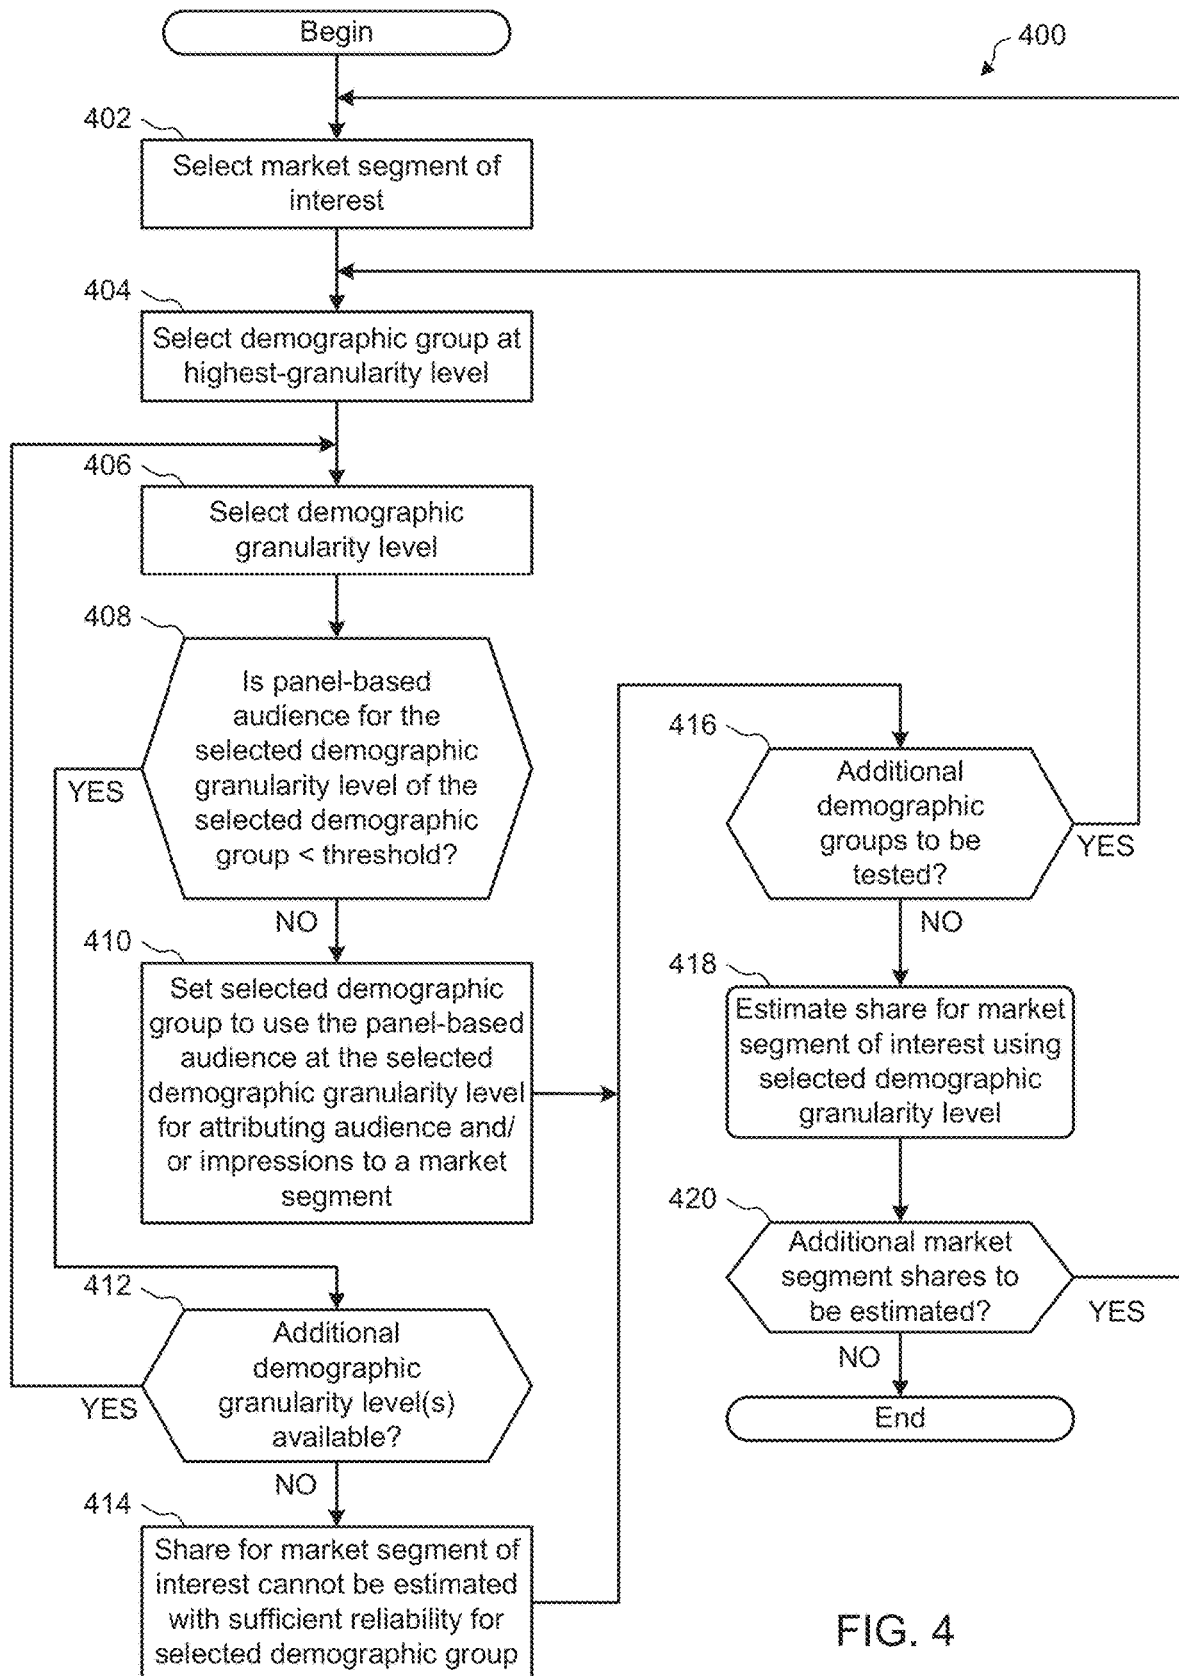 Begin
400
402
Select market segment of
interest
404
Select demographic group at
highest-granularity level
406
Select demographic
granularity level
408
Is panel-based
audience for the
selected demographic
granularity level of the
selected demographic
group < threshold?
YES
NO
410
Set selected demographic
group to use the panel-based
audience at the selected
demographic granularity level
for attributing audience and/
or impressions to a market
segment
412
Additional
demographic
granularity level(s)
available?
YES
NO
414
Share for market segment of
interest cannot be estimated
with sufficient reliability for
selected demographic group
416
Additional
demographic
groups to be
tested?
YES
NO
418
Estimate share for market
segment of interest using
selected demographic
granularity level
420
Additional market
segment shares to
be estimated?
YES
NO
End
FIG. 4